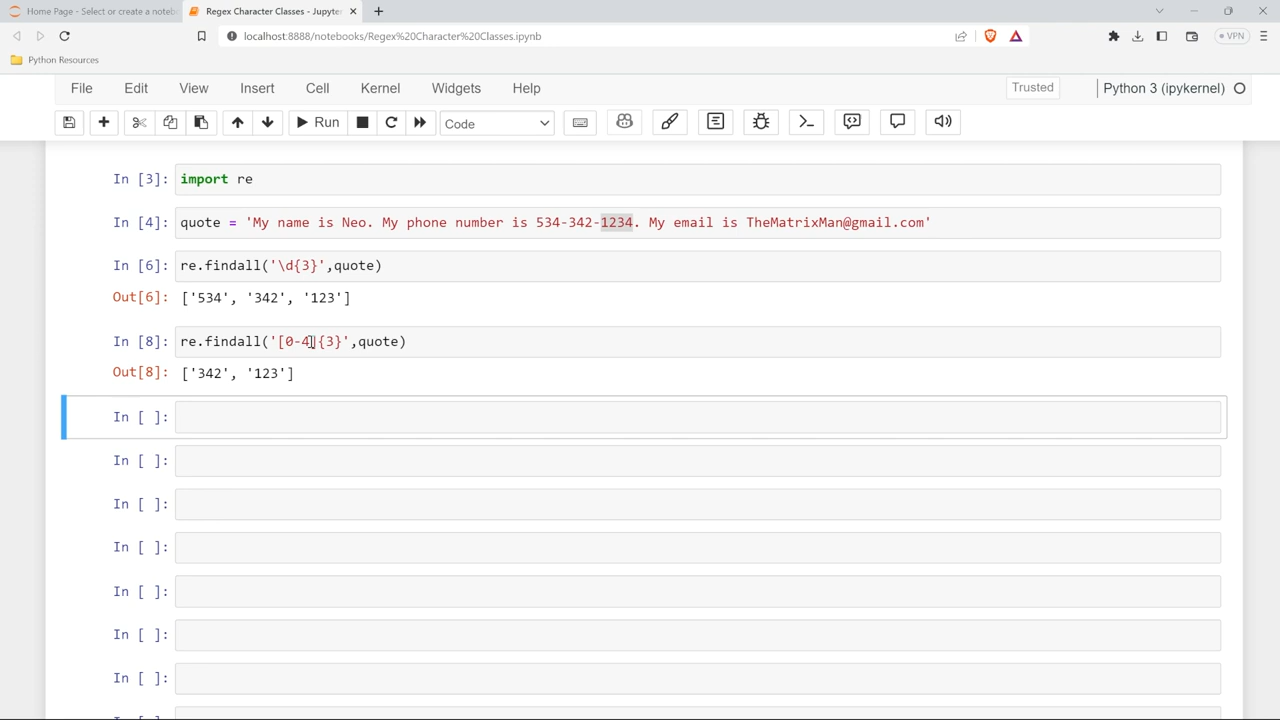 Home Page - Select or create a noteb
Regex Character Classes - Jupyter
localhost:8888/notebooks/Regex%20Character%20Classes.ipynb
VPN
Python Resources
File Edit View Insert Cell Kernel Widgets Help
Trusted
Python 3 (ipykernel)
Run
Code
In [3]: import re
In [4]: quote = 'My name is Neo. My phone number is 534-342-1234. My email is TheMatrixMan@gmail.com'
In [6]: re.findall('\d{3}',quote)
Out[6]: ['534', '342', '123']
In [8]: re.findall('[0-4]{3}',quote)
Out[8]: ['342', '123']
In [ ]:
In [ ]:
In [ ]:
In [ ]:
In [ ]:
In [ ]:
In [ ]: